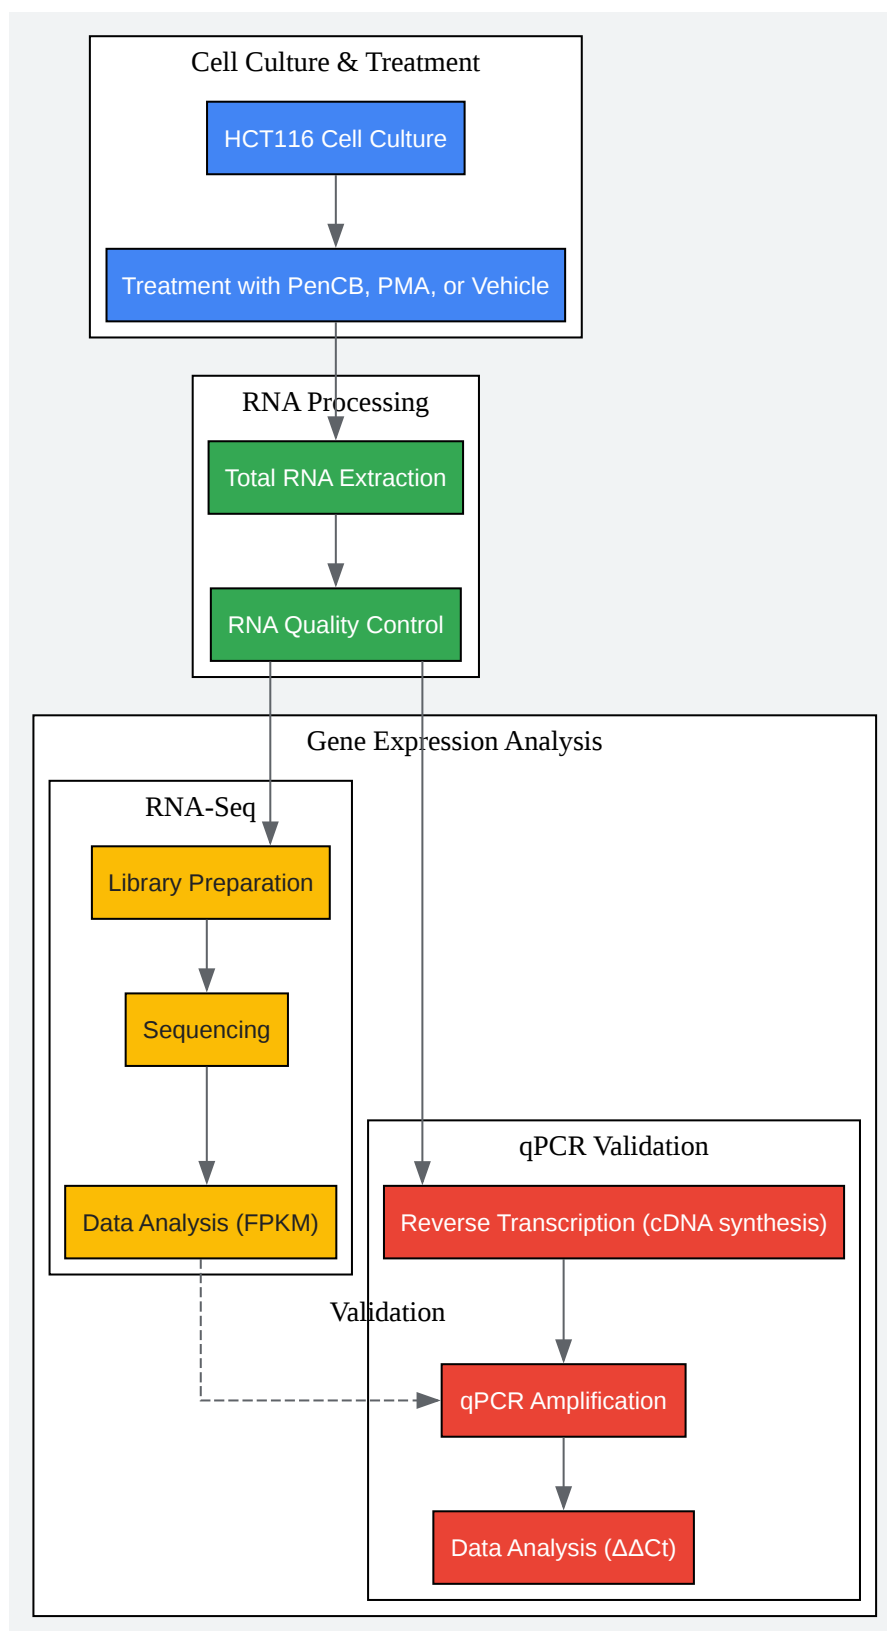 Cell Culture & Treatment
HCT116 Cell Culture
Treatment with PenCB, PMA, or Vehicle
RNA Processing
Total RNA Extraction
RNA Quality Control
Gene Expression Analysis
RNA-Seq
Library Preparation
Sequencing
Data Analysis (FPKM)
qPCR Validation
Reverse Transcription (cDNA synthesis)
Validation
qPCR Amplification
Data Analysis (ΔΔCt)